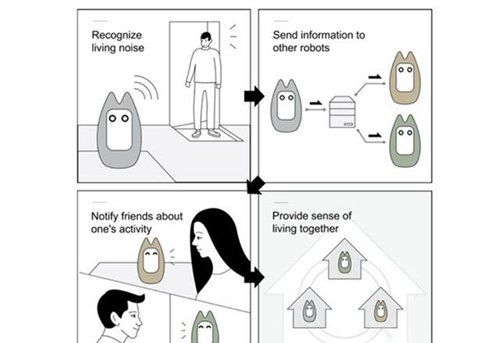 Recognize
living noise
Send information to
other robots
Notify friends about
one's activity
Provide sense of
living together